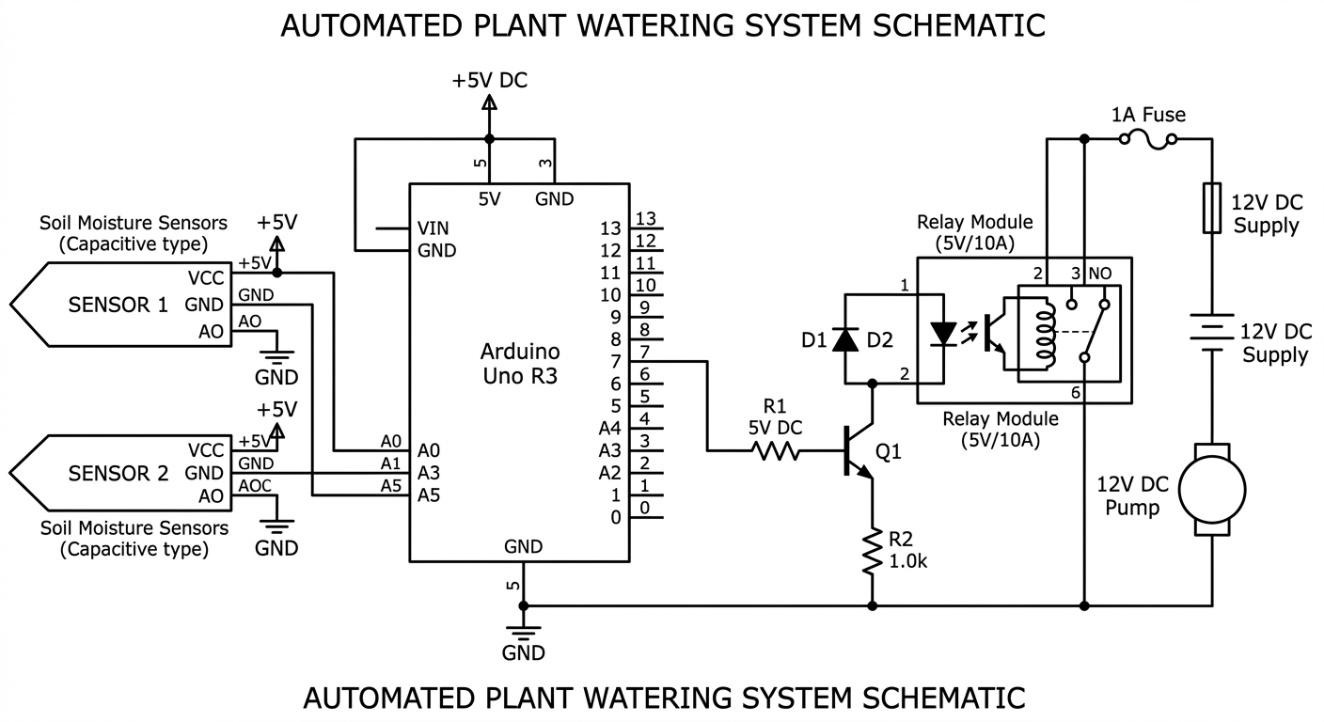 AUTOMATED PLANT WATERING SYSTEM SCHEMATIC
+5V DC
5
3
5V
GND
VIN
GND
Soil Moisture Sensors
(Capacitive type)
+5V
SENSOR 1
VCC
+5V
GND
GND
AO
AO
GND
+5V
SENSOR 2
VCC
+5V
GND
GND
AO
AOC
GND
Soil Moisture Sensors
(Capacitive type)
A0
A0
A1
A3
A5
A5
Arduino
Uno R3
13
13
12
12
11
11
10
10
9
9
8
8
7
7
6
6
5
5
A4
4
A3
3
A2
2
1
1
0
0
GND
5
GND
R1
5V DC
Q1
R2
1.0k
D1
D2
1
2
Relay Module
(5V/10A)
2
3
NO
6
Relay Module
(5V/10A)
1A Fuse
12V DC
Supply
12V DC
Supply
12V DC
Pump
AUTOMATED PLANT WATERING SYSTEM SCHEMATIC